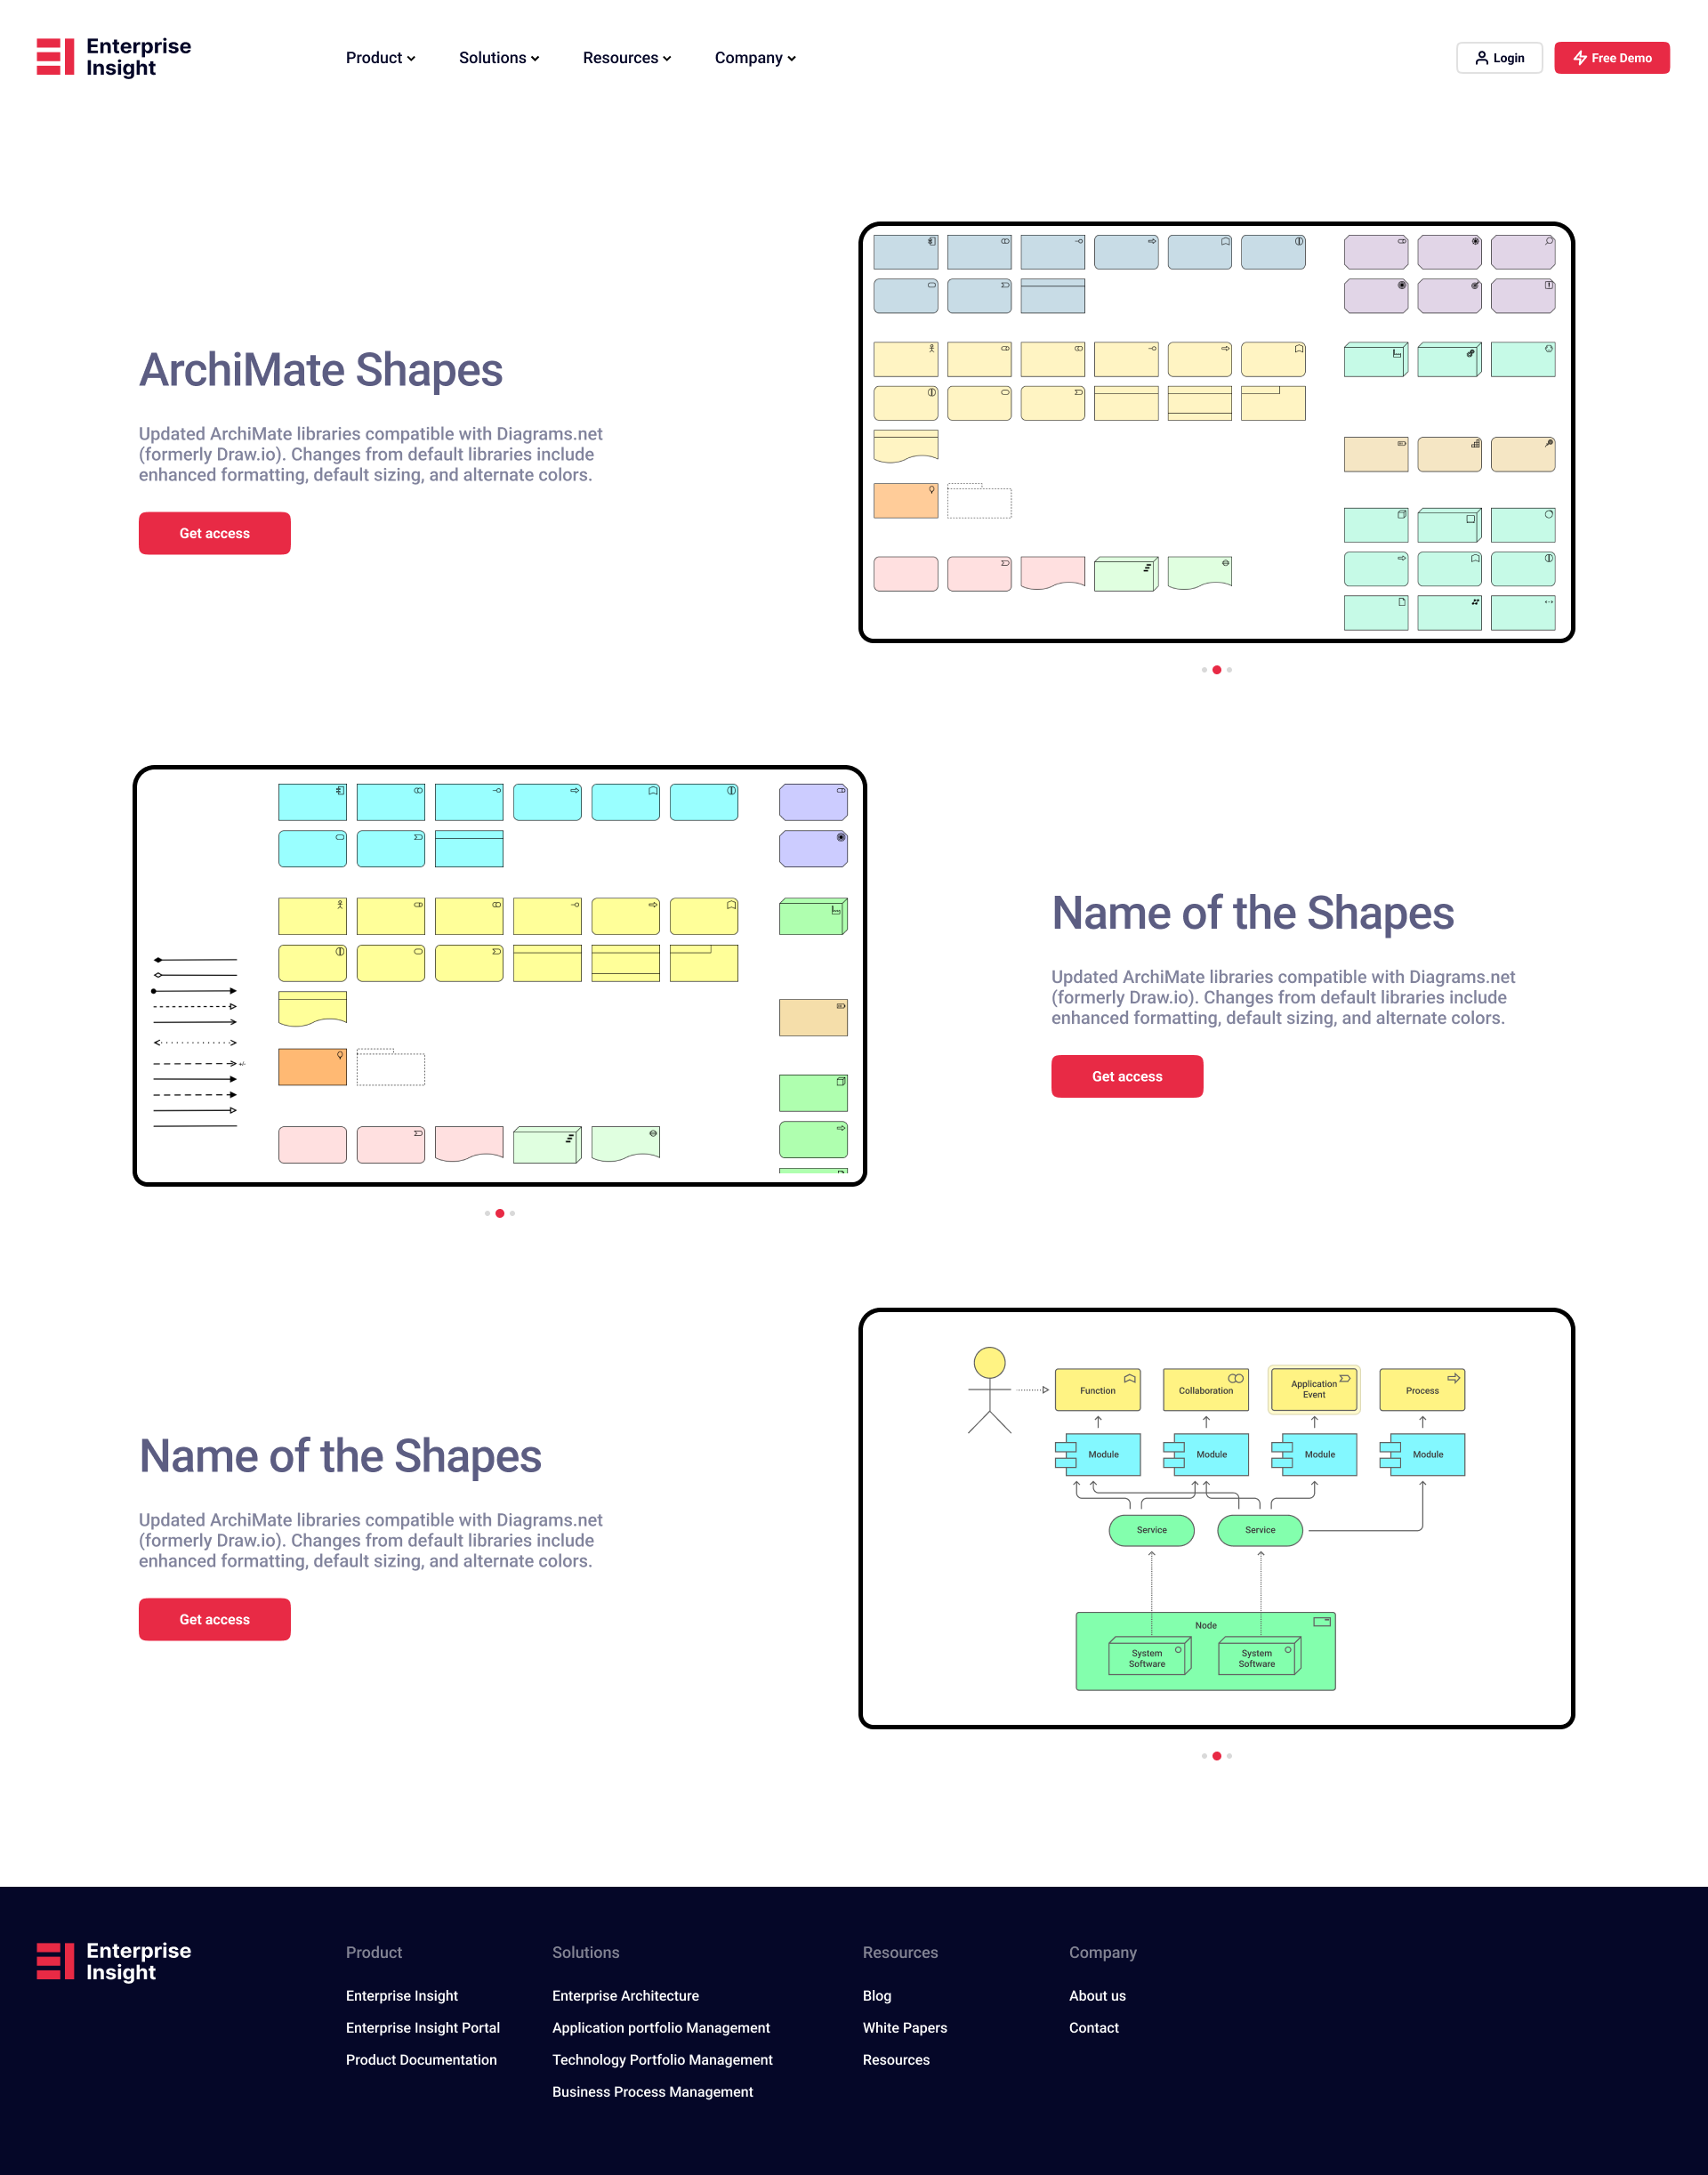 Enterprise
Insight
Product
Solutions
Resources
Company
Login
Free Demo
ArchiMate Shapes
Updated ArchiMate libraries compatible with Diagrams.net
(formerly Draw.io). Changes from default libraries include
enhanced formatting, default sizing, and alternate colors.
Get access
+/-
Name of the Shapes
Updated ArchiMate libraries compatible with Diagrams.net
(formerly Draw.io). Changes from default libraries include
enhanced formatting, default sizing, and alternate colors.
Get access
Name of the Shapes
Updated ArchiMate libraries compatible with Diagrams.net
(formerly Draw.io). Changes from default libraries include
enhanced formatting, default sizing, and alternate colors.
Get access
Function
Collaboration
Application
Event
Process
Module
Module
Module
Module
Service
Service
Node
System
Software
System
Software
Enterprise
Insight
Product
Enterprise Insight
Enterprise Insight Portal
Product Documentation
Solutions
Enterprise Architecture
Application portfolio Management
Technology Portfolio Management
Business Process Management
Resources
Blog
White Papers
Resources
Company
About us
Contact